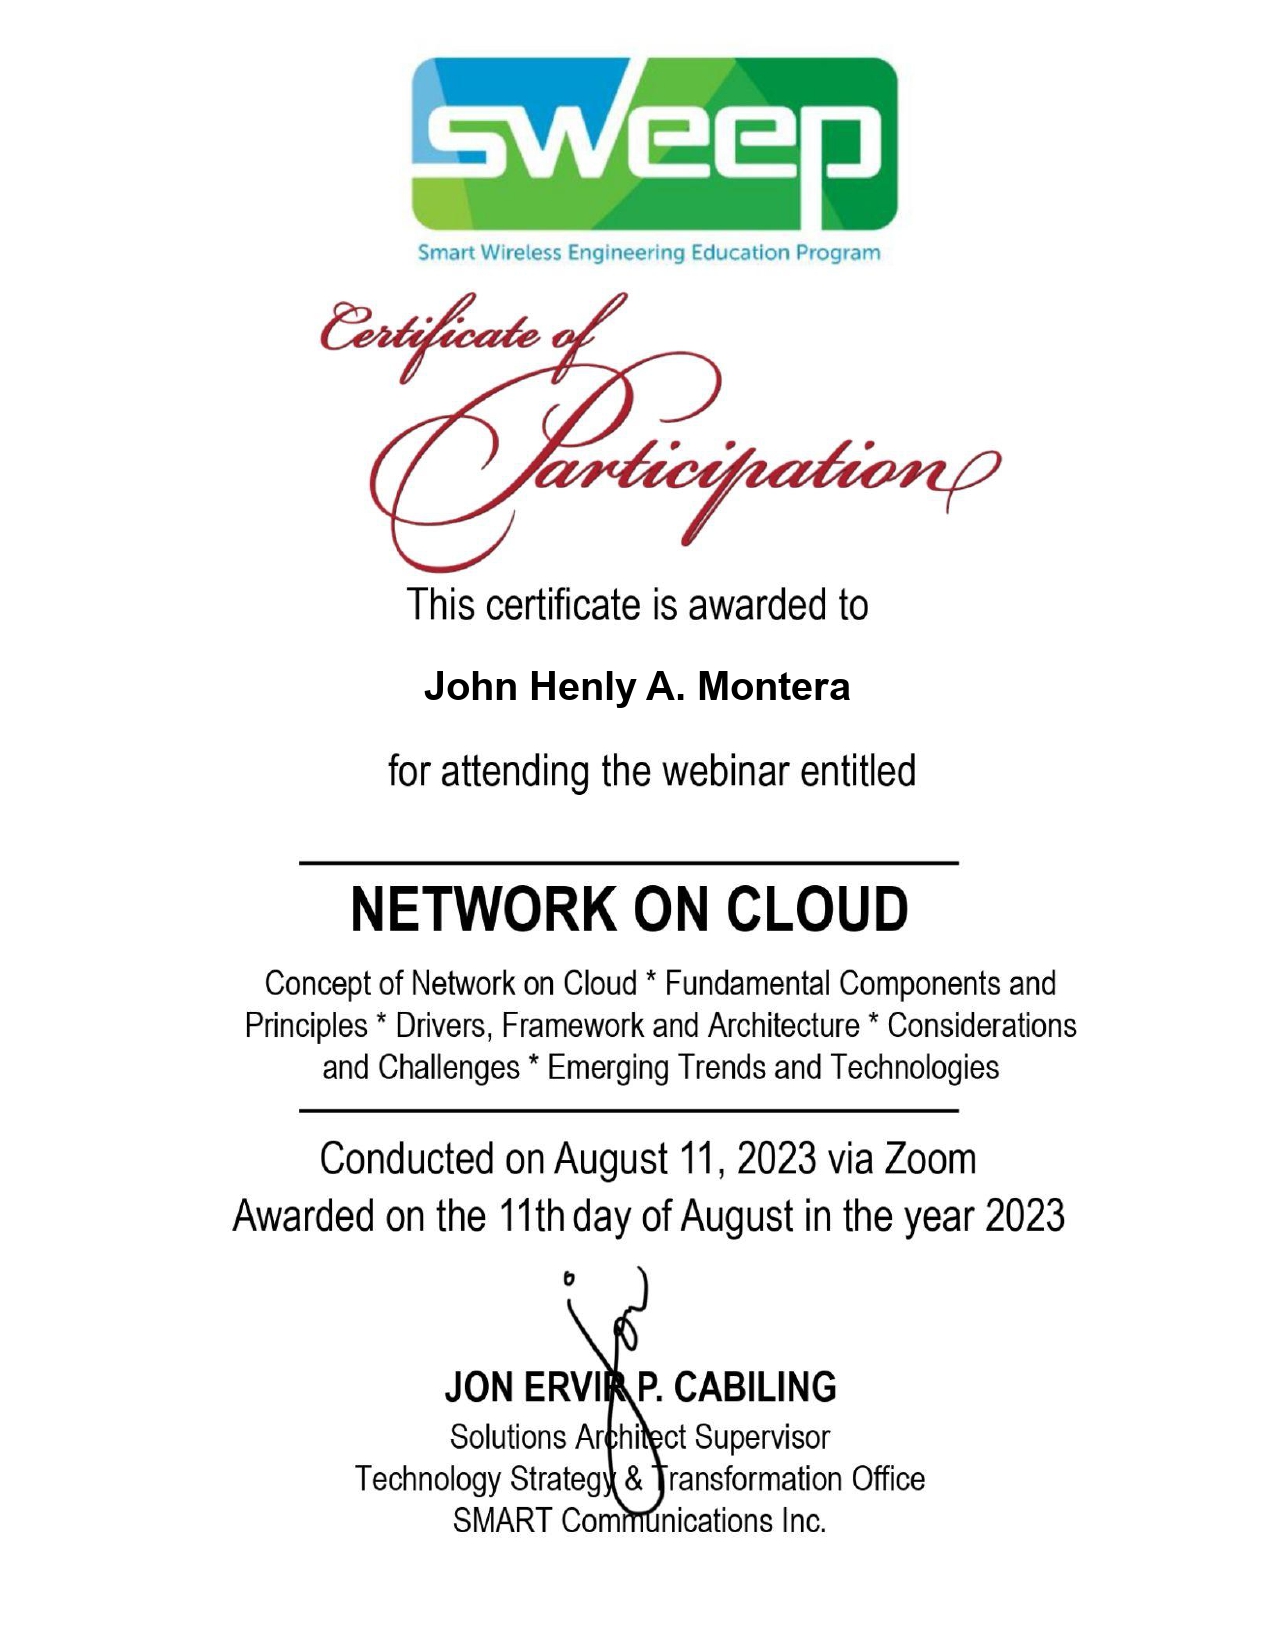 sweep
Smart Wireless Engineering Education Program
Certificate of
Participation
This certificate is awarded to
John Henly A. Montera
for attending the webinar entitled
NETWORK ON CLOUD
Concept of Network on Cloud * Fundamental Components and
Principles * Drivers, Framework and Architecture * Considerations
and Challenges * Emerging Trends and Technologies
Conducted on August 11, 2023 via Zoom
Awarded on the 11th day of August in the year 2023
JON ERVIR P. CABILING
Solutions Architect Supervisor
Technology Strategy & Transformation Office
SMART Communications Inc.